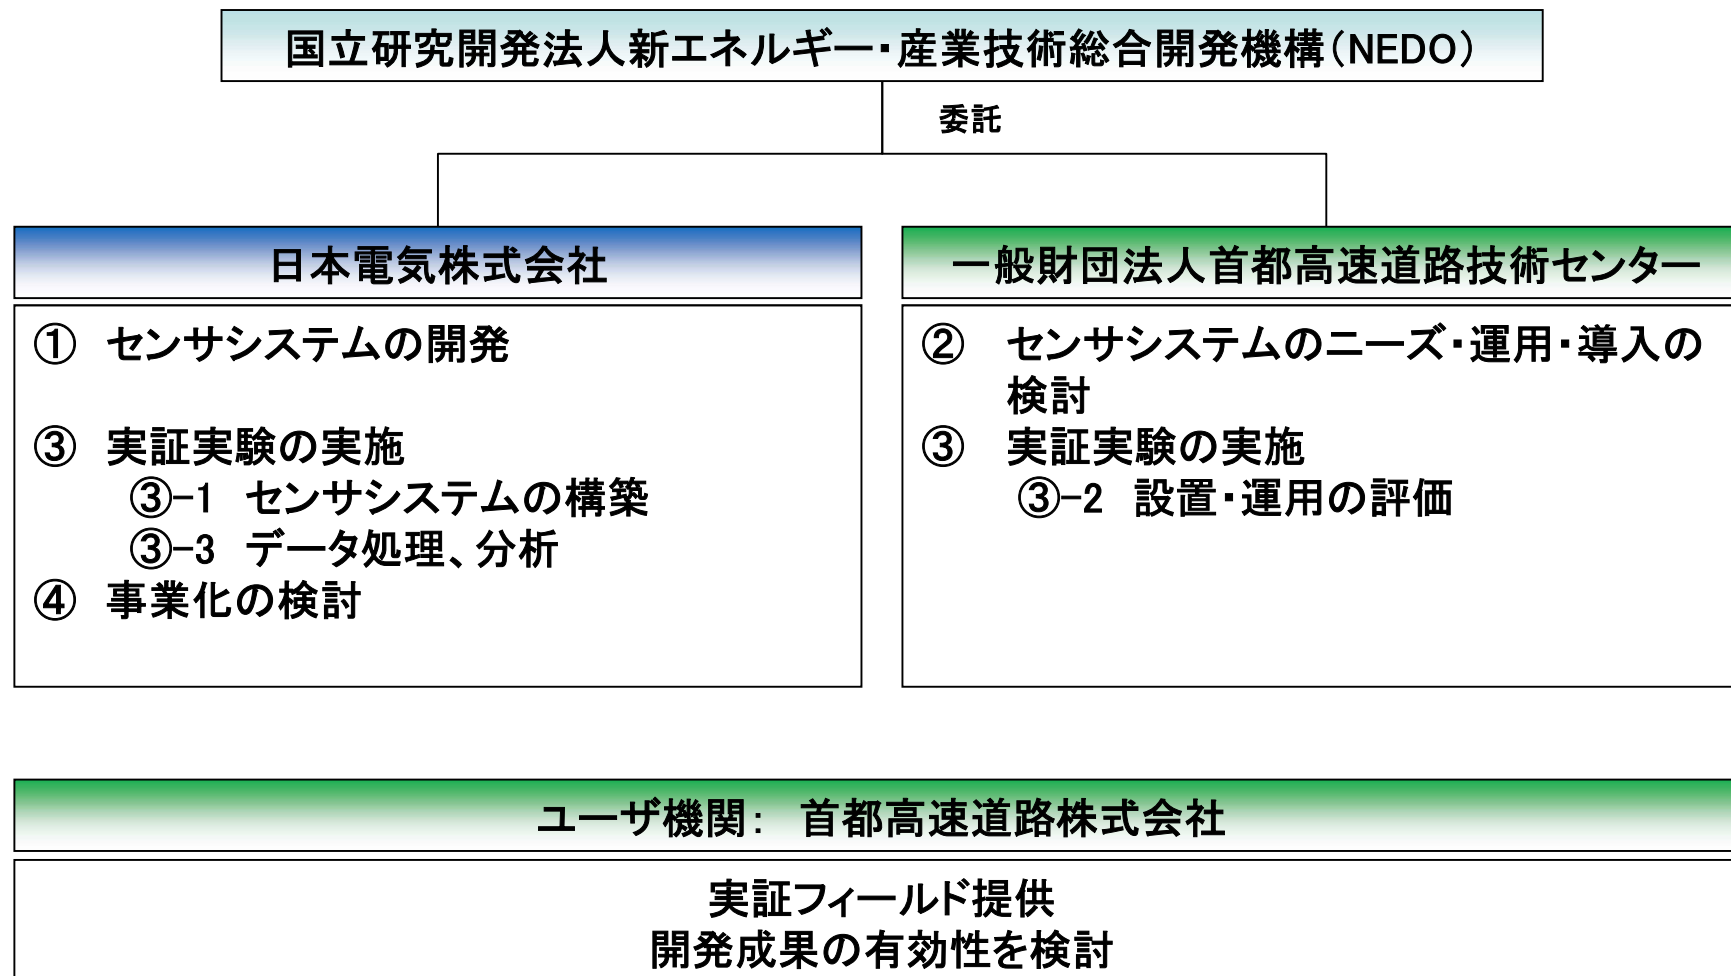 国立研究開発法人新エネルギー・産業技術総合開発機構(NEDO)
委託
日本電気株式会社
① センサシステムの開発
③ 実証実験の実施
③-1 センサシステムの構築
③-3 データ処理、分析
④ 事業化の検討
一般財団法人首都高速道路技術センター
② センサシステムのニーズ・運用・導入の
検討
③ 実証実験の実施
③-2 設置・運用の評価
ユーザ機関: 首都高速道路株式会社
実証フィールド提供
開発成果の有効性を検討